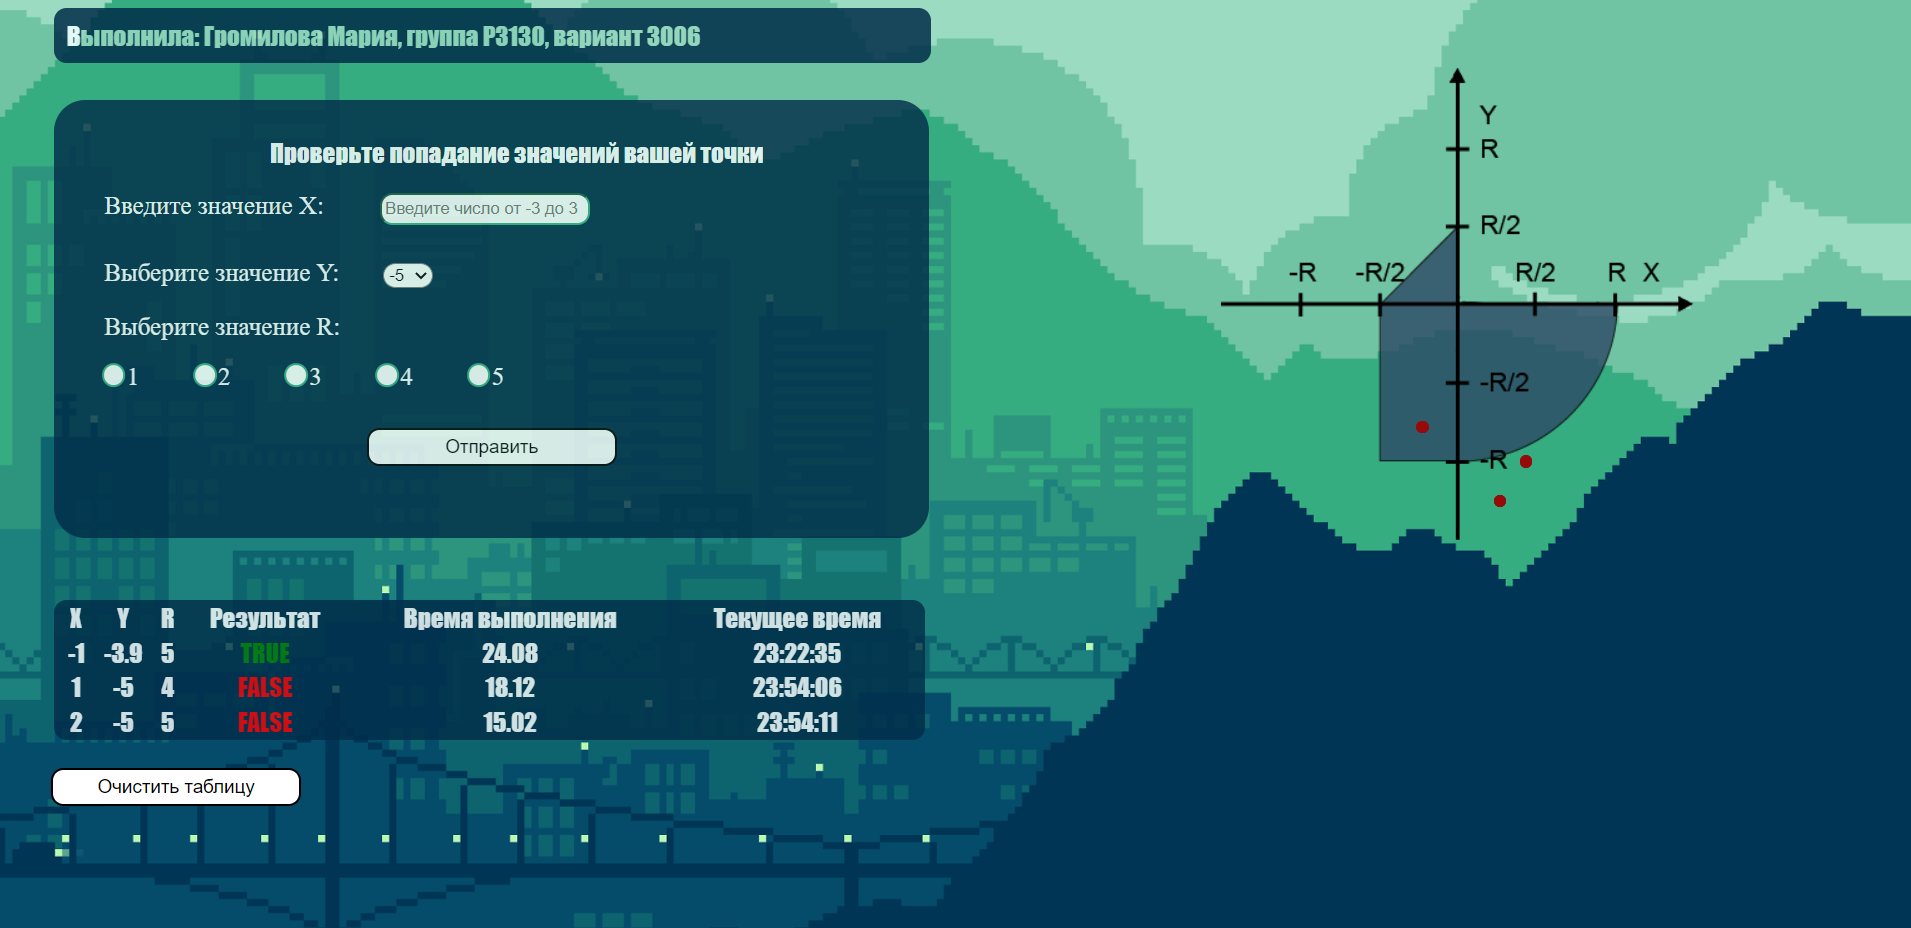 Выполнила: Громилова Мария, группа P3130, вариант 3006
Проверьте попадание значений вашей точки
Введите значение X:
Введите число от -3 до 3
Выберите значение Y:
-5
Выберите значение R:
1 2 3 4 5
Отправить
X Y R Результат Время выполнения Текущее время
-1 -3.9 5 TRUE 24.08 23:22:35
1 -5 4 FALSE 18.12 23:54:06
2 -5 5 FALSE 15.02 23:54:11
Очистить таблицу
Y
R
R/2
-R -R/2 R/2 R X
-R/2
-R